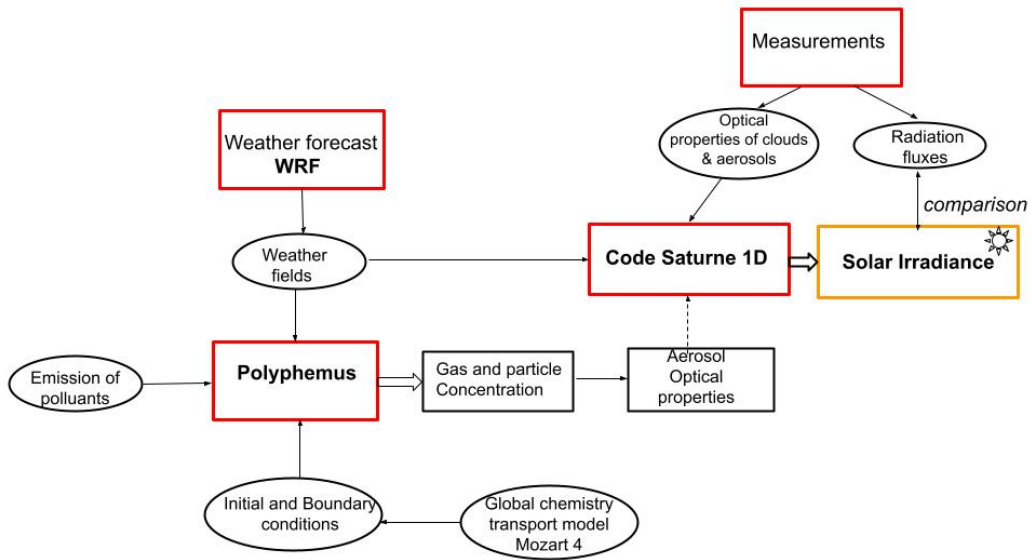 Measurements
Optical
properties of clouds
& aerosols
Radiation
fluxes
Weather forecast
WRF
comparison
Weather
fields
Code Saturne 1D
Solar Irradiance
Emission of
polluants
Polyphemus
Gas and particle
Concentration
Aerosol
Optical
properties
Initial and Boundary
conditions
Global chemistry
transport model
Mozart 4